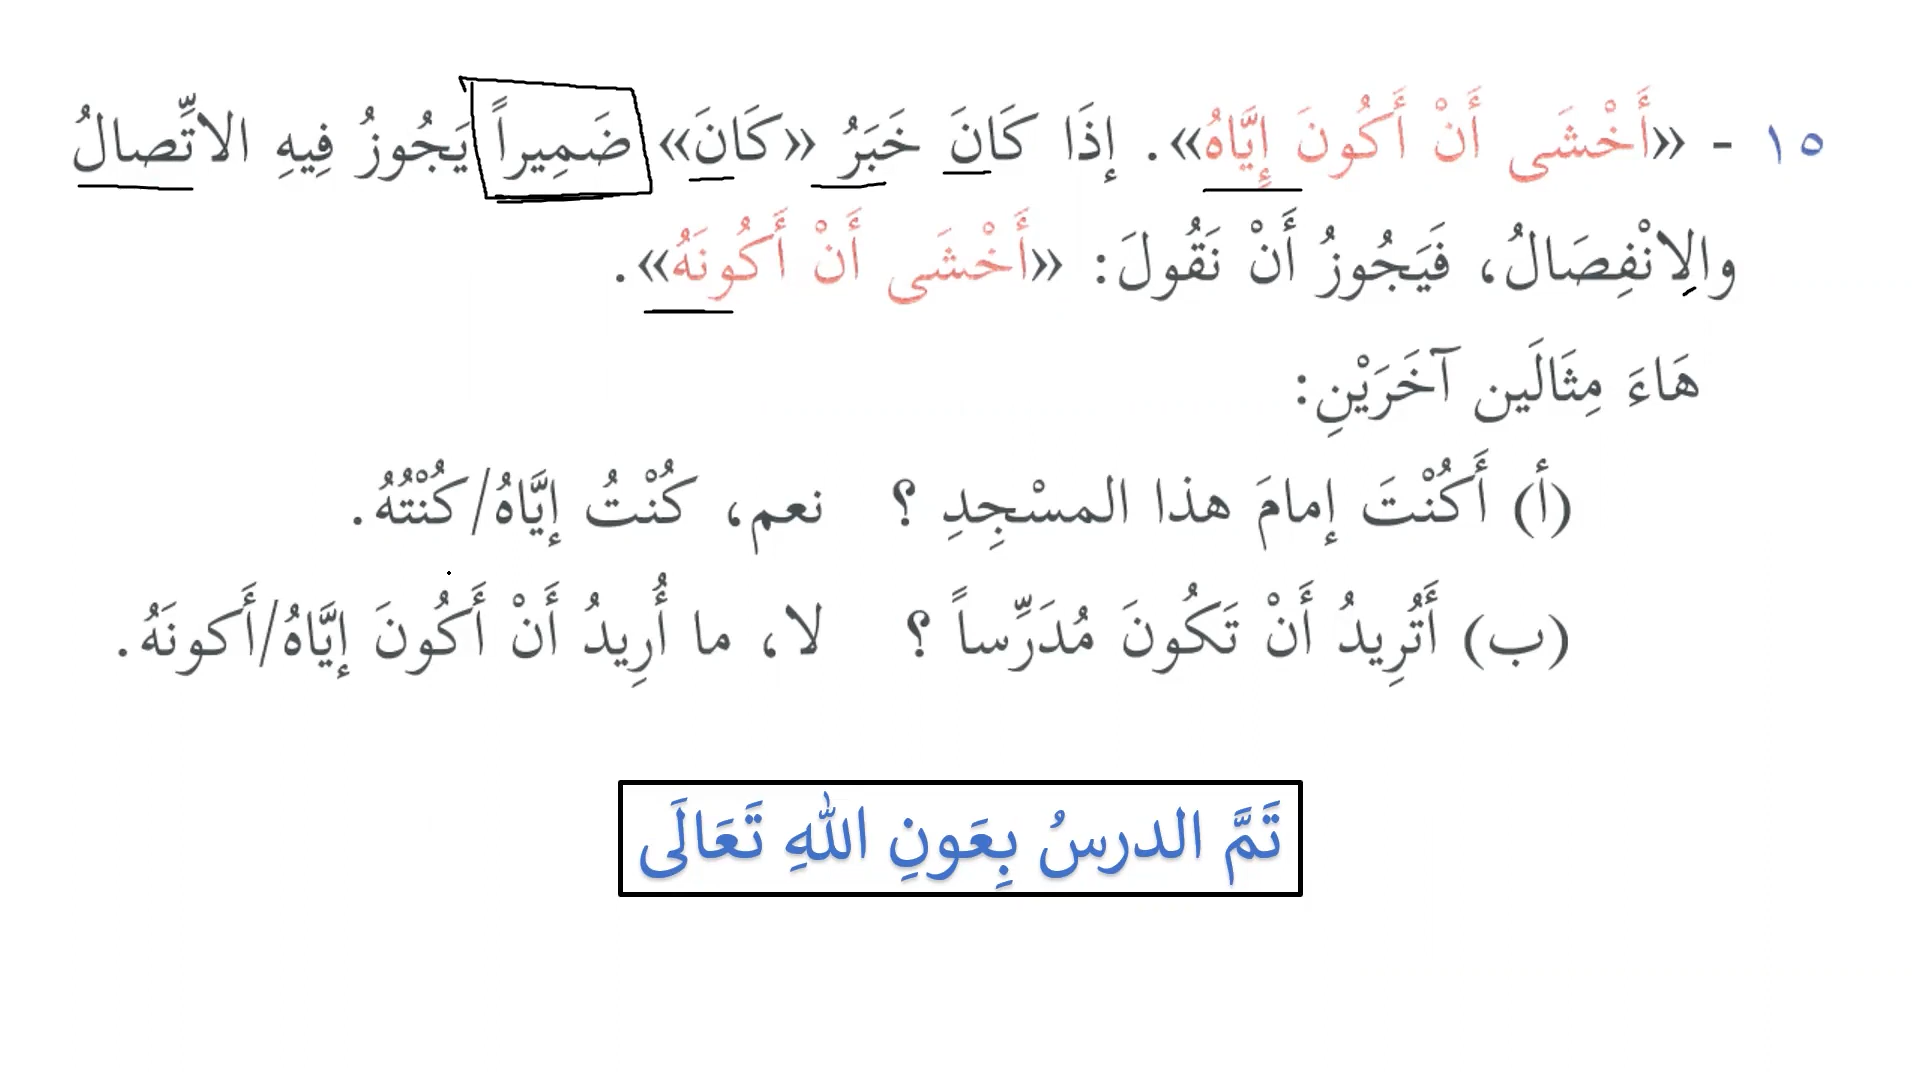 ١٥ - «أَخْشَى أَنْ أَكُونَ إِيَّاهُ». إِذَا كَانَ خَبَرُ «كَانَ» ضَمِيراً يَجُوزُ فِيهِ الاتِّصالُ
والِانْفِصَالُ، فَيَجُوزُ أَنْ نَقُولَ: «أَخْشَى أَنْ أَكُونَهُ».
هَاءَ مِثَالَين آخَرَيْنِ:
(أ) أَكُنْتَ إمامَ هذا المسْجِدِ ؟ نعم، كُنْتُ إيَّاهُ/كُنْتُهُ.
(ب) أَتُرِيدُ أَنْ تَكُونَ مُدَرِّساً ؟ لا، ما أُرِيدُ أَنْ أَكُونَ إيَّاهُ/أَكونَهُ.
تَمَّ الدرسُ بِعَونِ اللهِ تَعَالَى